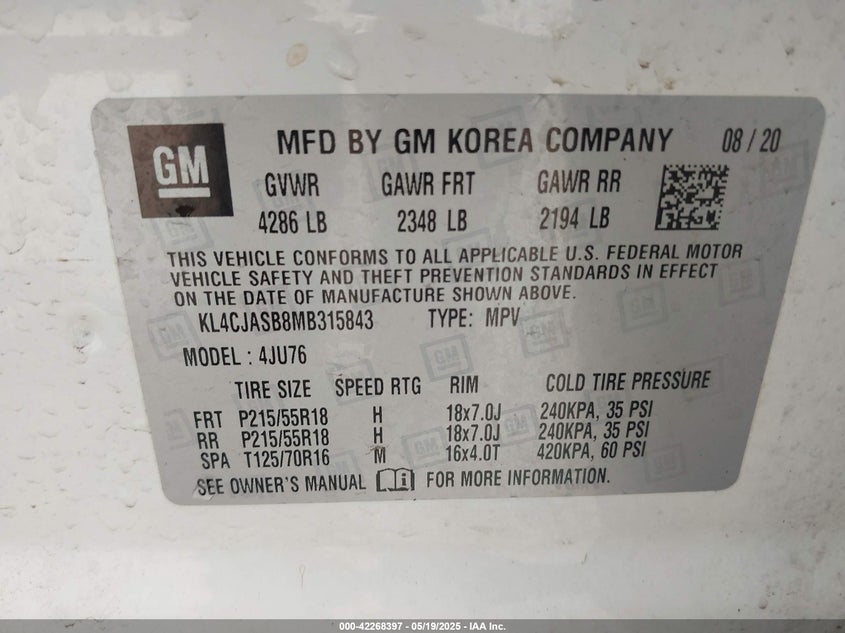 GM
MFD BY GM KOREA COMPANY 08 / 20
GVWR GAWR FRT GAWR RR
4286 LB 2348 LB 2194 LB
THIS VEHICLE CONFORMS TO ALL APPLICABLE U.S. FEDERAL MOTOR
VEHICLE SAFETY AND THEFT PREVENTION STANDARDS IN EFFECT
ON THE DATE OF MANUFACTURE SHOWN ABOVE.
KL4CJASB8MB315843 TYPE: MPV
MODEL : 4JU76
TIRE SIZE SPEED RTG RIM COLD TIRE PRESSURE
FRT P215/55R18 H 18x7.0J 240KPA, 35 PSI
RR P215/55R18 H 18x7.0J 240KPA, 35 PSI
SPA T125/70R16 M 16x4.0T 420KPA, 60 PSI
SEE OWNER'S MANUAL i FOR MORE INFORMATION.
000-42268397 - 05/19/2025 - IAA Inc.